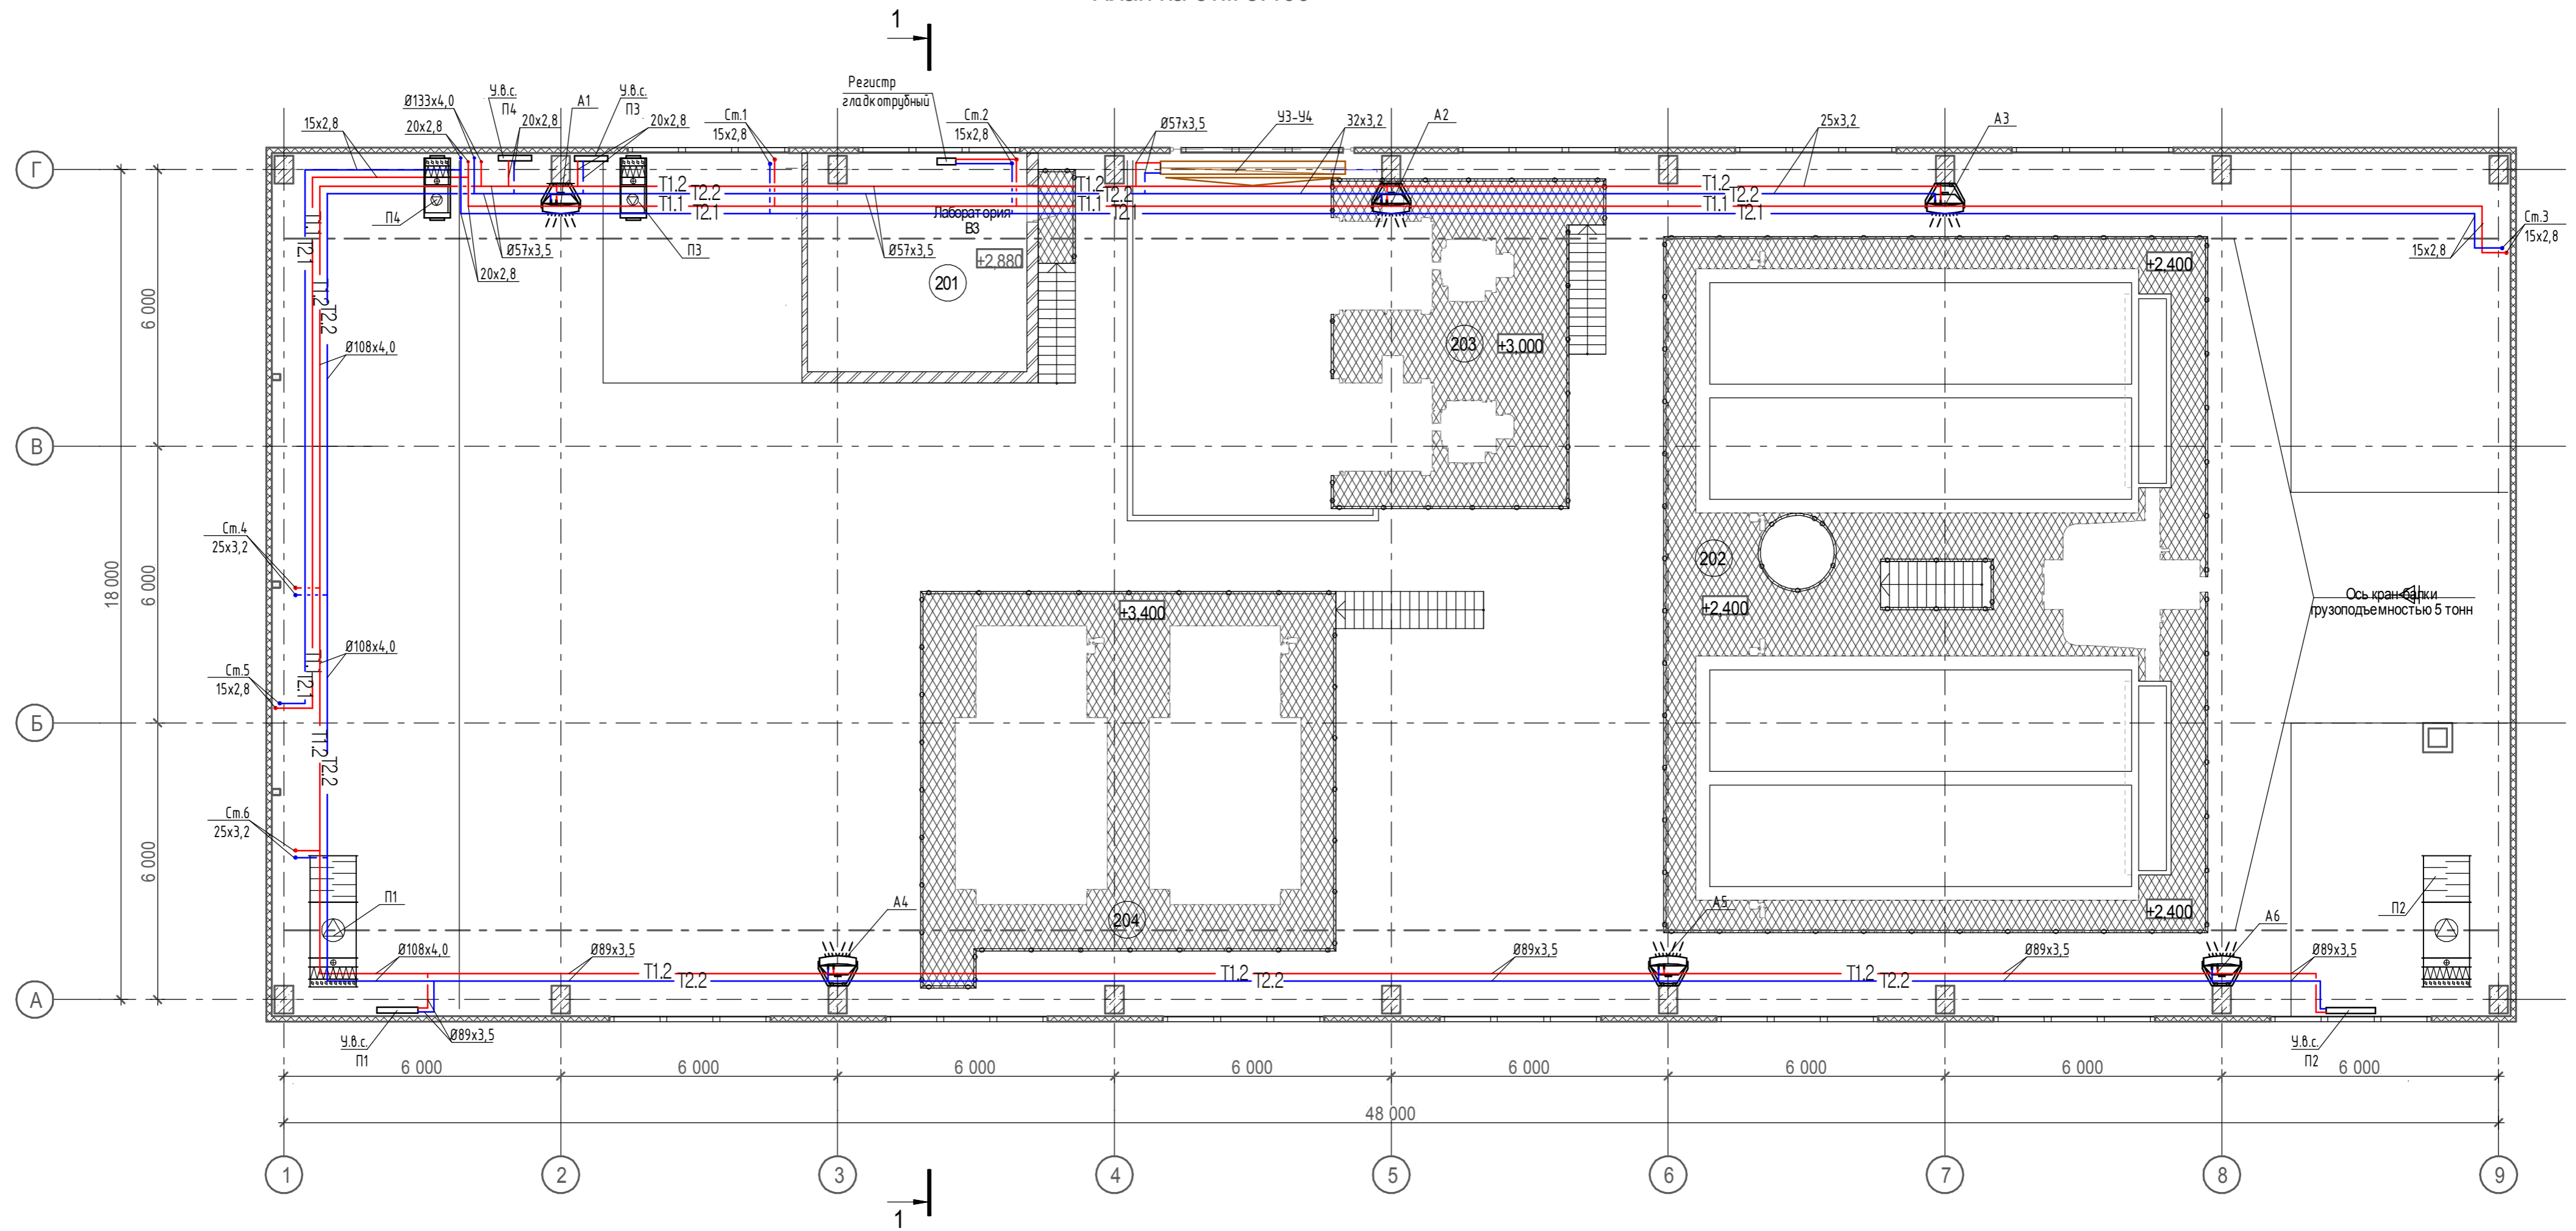 1
Регистр
гладкотрубный
У.в.с.
П4
А1
У.в.с.
П3
Ø133х4,0
15х2,8
20х2,8
20х2,8
20х2,8
Ст.1
15х2,8
Ст.2
15х2,8
Ø57х3,5
У3-У4
32х3,2
А2
25х3,2
А3
Г
Т1.2
Т2.2
Т1.1
Т2.1
Т1.2
Т2.2
Т1.1
Т2.1
Т1.2
Т2.2
Т1.1
Т2.1
П4
П3
Лаборатория
В3
+2,880
201
Ø57х3,5
20х2,8
Ø57х3,5
Ст.3
15х2,8
15х2,8
Т1.1
Т2.1
Т1.2
Т2.2
+2,400
6 000
203
+3,000
Ø108х4,0
В
Ст.4
25х3,2
18 000
6 000
202
+2,400
+3,400
Ось кран-балки
грузоподъемностью 5 тонн
Ø108х4,0
Т1.1
Т2.1
Ст.5
15х2,8
Б
Т1.2
Т2.2
Ст.6
25х3,2
6 000
П1
А4
204
А5
+2,400
А6
П2
Ø108х4,0
Ø89х3,5
Т1.2
Т2.2
Т1.2
Т2.2
Ø89х3,5
Т1.2
Т2.2
Ø89х3,5
Ø89х3,5
А
У.в.с.
П1
Ø89х3,5
У.в.с.
П2
6 000
6 000
6 000
6 000
6 000
6 000
6 000
6 000
48 000
1
2
3
4
5
6
7
8
9
1